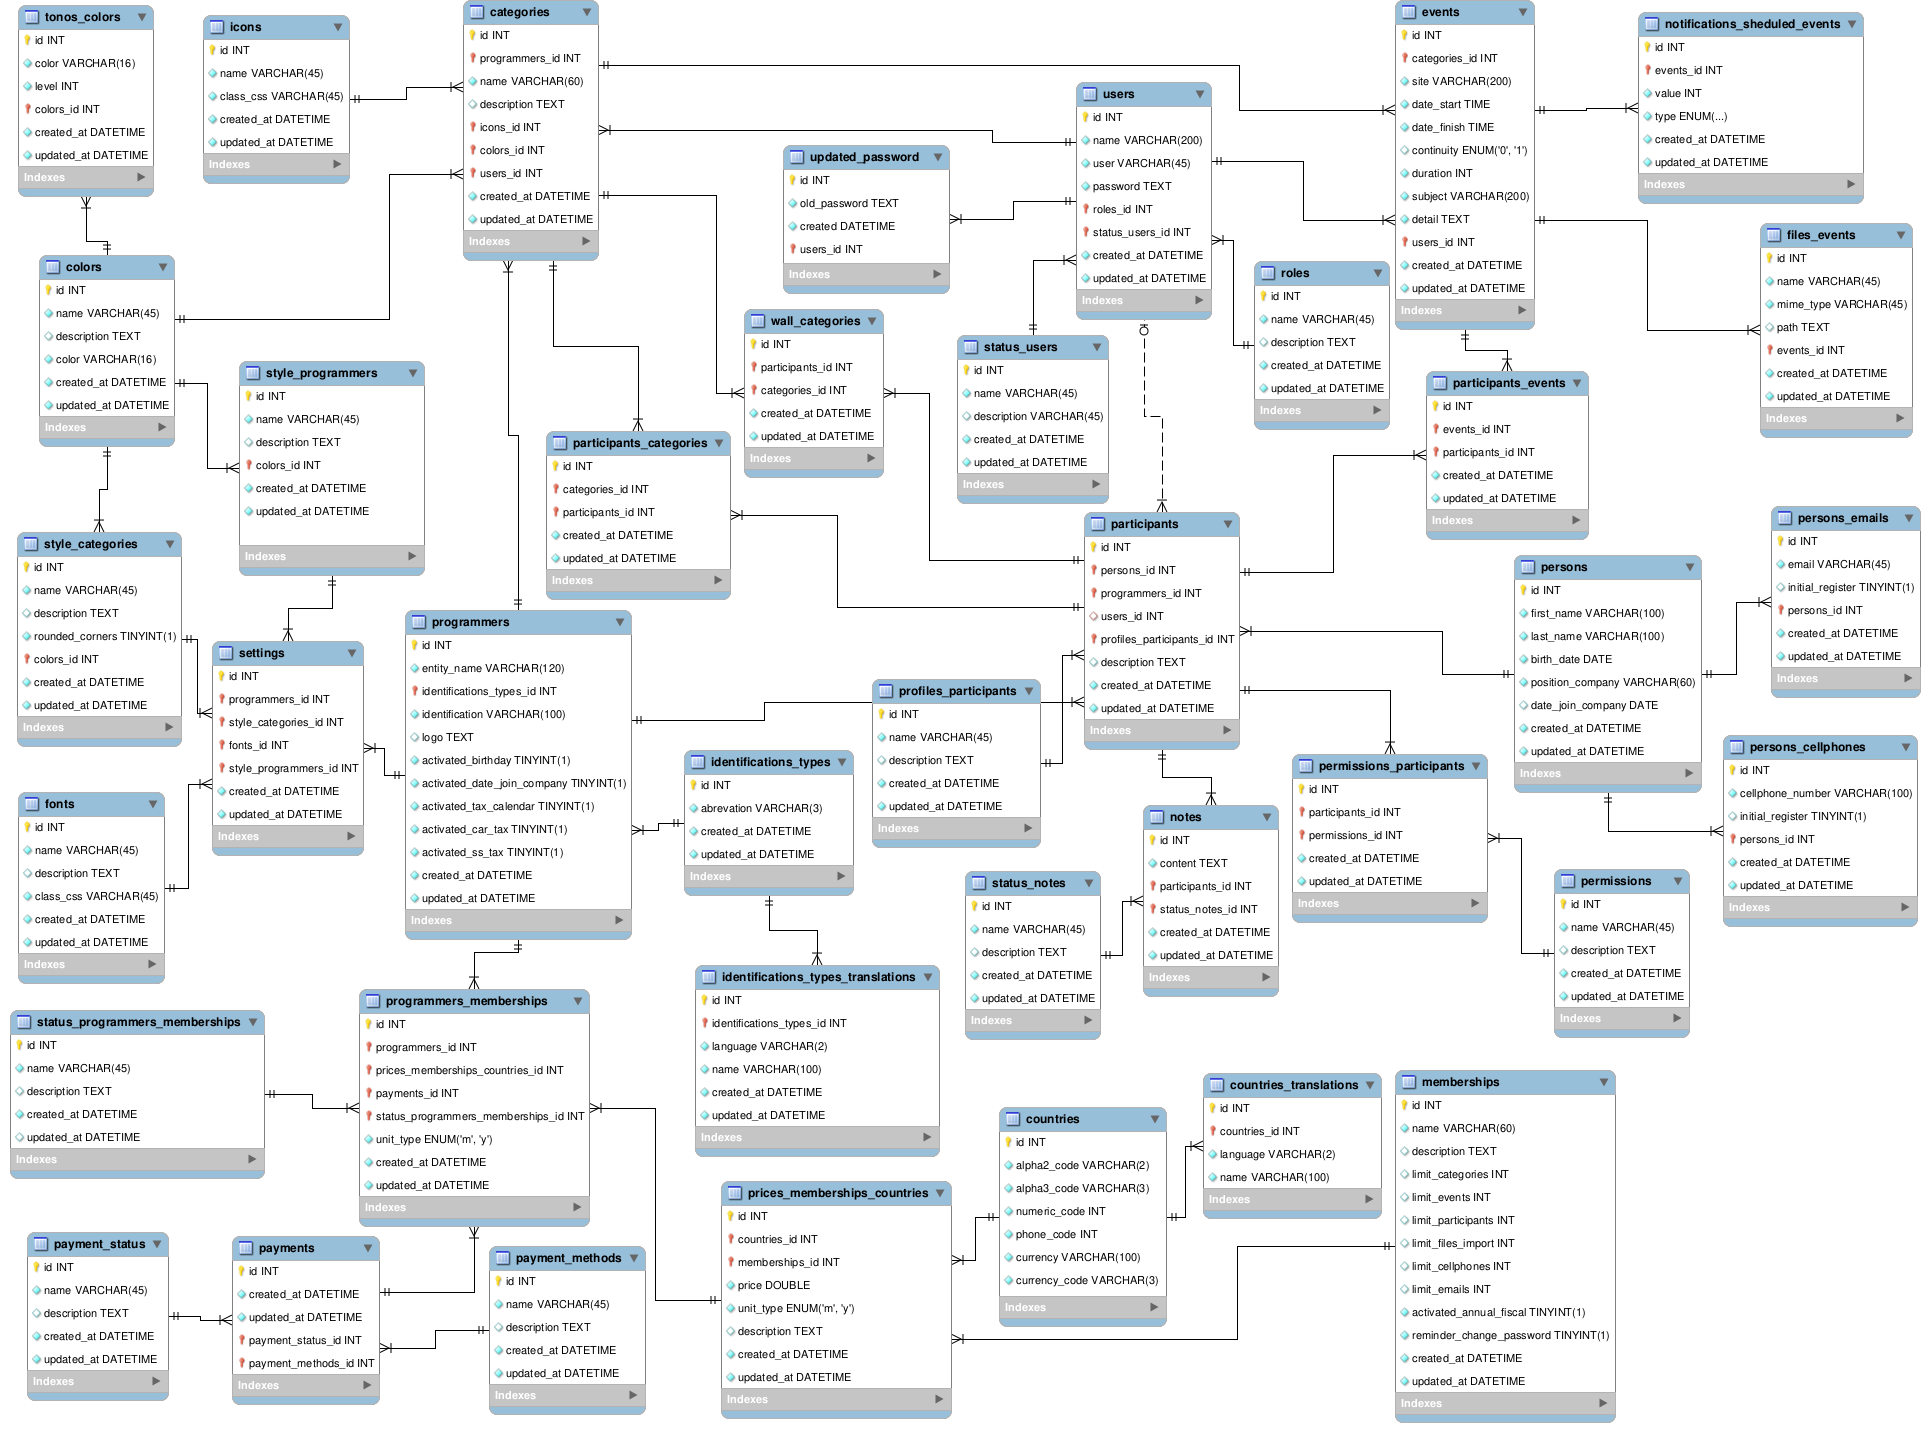 tonos_colors
id INT
color VARCHAR(16)
level INT
colors_id INT
created_at DATETIME
updated_at DATETIME
Indexes
icons
id INT
name VARCHAR(45)
class_css VARCHAR(45)
created_at DATETIME
updated_at DATETIME
Indexes
categories
id INT
programmers_id INT
name VARCHAR(60)
description TEXT
icons_id INT
colors_id INT
users_id INT
created_at DATETIME
updated_at DATETIME
Indexes
users
id INT
name VARCHAR(200)
user VARCHAR(45)
password TEXT
roles_id INT
status_users_id INT
created_at DATETIME
updated_at DATETIME
Indexes
events
id INT
categories_id INT
site VARCHAR(200)
date_start TIME
date_finish TIME
continuity ENUM('0', '1')
duration INT
subject VARCHAR(200)
detail TEXT
users_id INT
created_at DATETIME
updated_at DATETIME
Indexes
notifications_sheduled_events
id INT
events_id INT
value INT
type ENUM(...)
created_at DATETIME
updated_at DATETIME
Indexes
updated_password
id INT
old_password TEXT
created DATETIME
users_id INT
Indexes
files_events
id INT
name VARCHAR(45)
mime_type VARCHAR(45)
path TEXT
events_id INT
created_at DATETIME
updated_at DATETIME
Indexes
colors
id INT
name VARCHAR(45)
description TEXT
color VARCHAR(16)
created_at DATETIME
updated_at DATETIME
Indexes
roles
id INT
name VARCHAR(45)
description TEXT
created_at DATETIME
updated_at DATETIME
Indexes
wall_categories
id INT
participants_id INT
categories_id INT
created_at DATETIME
updated_at DATETIME
Indexes
status_users
id INT
name VARCHAR(45)
description VARCHAR(45)
created_at DATETIME
updated_at DATETIME
Indexes
style_programmers
id INT
name VARCHAR(45)
description TEXT
colors_id INT
created_at DATETIME
updated_at DATETIME
Indexes
participants_events
id INT
events_id INT
participants_id INT
created_at DATETIME
updated_at DATETIME
Indexes
participants_categories
id INT
categories_id INT
participants_id INT
created_at DATETIME
updated_at DATETIME
Indexes
participants
id INT
persons_id INT
programmers_id INT
users_id INT
profiles_participants_id INT
description TEXT
created_at DATETIME
updated_at DATETIME
Indexes
persons_emails
id INT
email VARCHAR(45)
initial_register TINYINT(1)
persons_id INT
created_at DATETIME
updated_at DATETIME
Indexes
style_categories
id INT
name VARCHAR(45)
description TEXT
rounded_corners TINYINT(1)
colors_id INT
created_at DATETIME
updated_at DATETIME
Indexes
persons
id INT
first_name VARCHAR(100)
last_name VARCHAR(100)
birth_date DATE
position_company VARCHAR(60)
date_join_company DATE
created_at DATETIME
updated_at DATETIME
Indexes
programmers
id INT
entity_name VARCHAR(120)
identifications_types_id INT
identification VARCHAR(100)
logo TEXT
activated_birthday TINYINT(1)
activated_date_join_company TINYINT(1)
activated_tax_calendar TINYINT(1)
activated_car_tax TINYINT(1)
activated_ss_tax TINYINT(1)
created_at DATETIME
updated_at DATETIME
Indexes
settings
id INT
programmers_id INT
style_categories_id INT
fonts_id INT
style_programmers_id INT
created_at DATETIME
updated_at DATETIME
Indexes
profiles_participants
id INT
name VARCHAR(45)
description TEXT
created_at DATETIME
updated_at DATETIME
Indexes
persons_cellphones
id INT
cellphone_number VARCHAR(100)
initial_register TINYINT(1)
persons_id INT
created_at DATETIME
updated_at DATETIME
Indexes
identifications_types
id INT
abrevation VARCHAR(3)
created_at DATETIME
updated_at DATETIME
Indexes
permissions_participants
id INT
participants_id INT
permissions_id INT
created_at DATETIME
updated_at DATETIME
Indexes
fonts
id INT
name VARCHAR(45)
description TEXT
class_css VARCHAR(45)
created_at DATETIME
updated_at DATETIME
Indexes
notes
id INT
content TEXT
participants_id INT
status_notes_id INT
created_at DATETIME
updated_at DATETIME
Indexes
status_notes
id INT
name VARCHAR(45)
description TEXT
created_at DATETIME
updated_at DATETIME
Indexes
permissions
id INT
name VARCHAR(45)
description TEXT
created_at DATETIME
updated_at DATETIME
Indexes
identifications_types_translations
id INT
identifications_types_id INT
language VARCHAR(2)
name VARCHAR(100)
created_at DATETIME
updated_at DATETIME
Indexes
programmers_memberships
id INT
programmers_id INT
prices_memberships_countries_id INT
payments_id INT
status_programmers_memberships_id INT
unit_type ENUM('m', 'y')
created_at DATETIME
updated_at DATETIME
Indexes
status_programmers_memberships
id INT
name VARCHAR(45)
description TEXT
created_at DATETIME
updated_at DATETIME
Indexes
countries_translations
id INT
countries_id INT
language VARCHAR(2)
name VARCHAR(100)
Indexes
memberships
id INT
name VARCHAR(60)
description TEXT
limit_categories INT
limit_events INT
limit_participants INT
limit_files_import INT
limit_cellphones INT
limit_emails INT
activated_annual_fiscal TINYINT(1)
reminder_change_password TINYINT(1)
created_at DATETIME
updated_at DATETIME
Indexes
countries
id INT
alpha2_code VARCHAR(2)
alpha3_code VARCHAR(3)
numeric_code INT
phone_code INT
currency VARCHAR(100)
currency_code VARCHAR(3)
Indexes
prices_memberships_countries
id INT
countries_id INT
memberships_id INT
price DOUBLE
unit_type ENUM('m', 'y')
description TEXT
created_at DATETIME
updated_at DATETIME
Indexes
payment_status
id INT
name VARCHAR(45)
description TEXT
created_at DATETIME
updated_at DATETIME
Indexes
payments
id INT
created_at DATETIME
updated_at DATETIME
payment_status_id INT
payment_methods_id INT
Indexes
payment_methods
id INT
name VARCHAR(45)
description TEXT
created_at DATETIME
updated_at DATETIME
Indexes